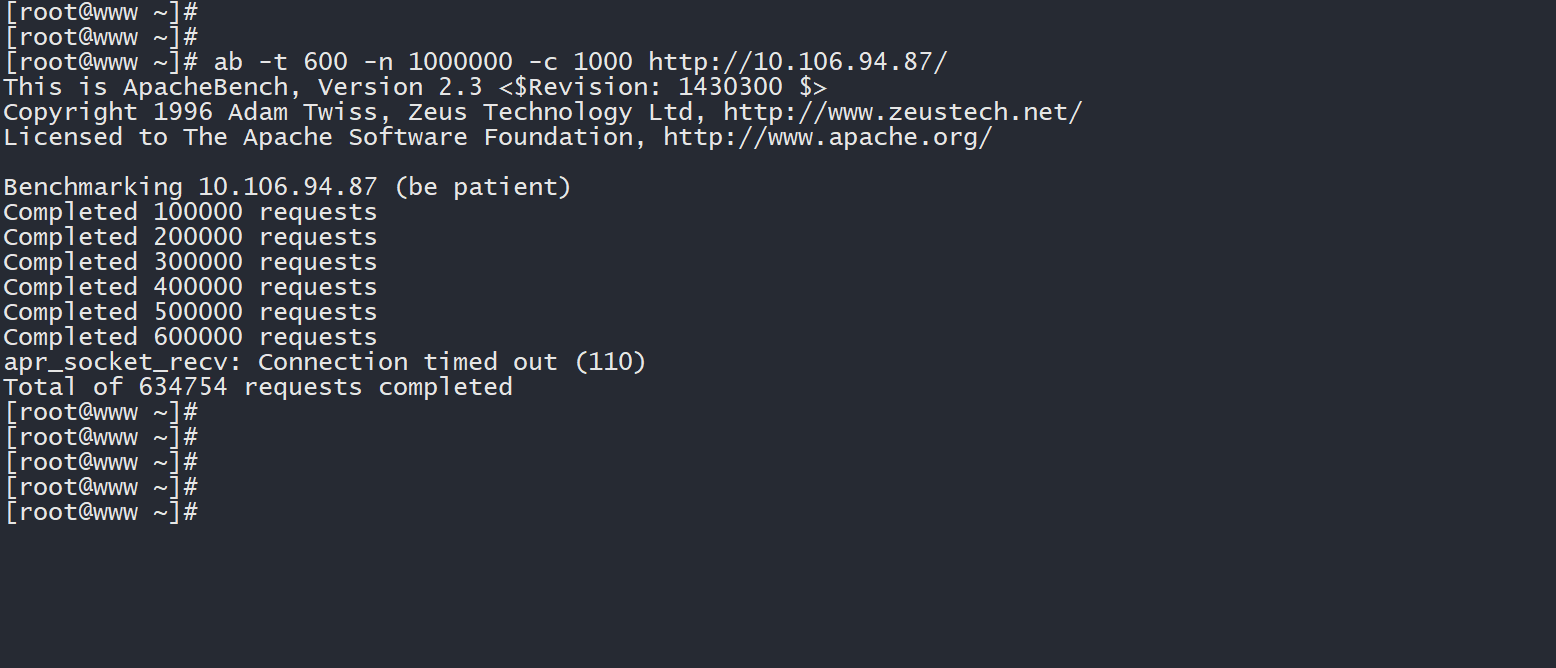 [root@www ~]#
[root@www ~]#
[root@www ~]# ab -t 600 -n 1000000 -c 1000 http://10.106.94.87/
This is ApacheBench, Version 2.3 <$Revision: 1430300 $>
Copyright 1996 Adam Twiss, Zeus Technology Ltd, http://www.zeustech.net/
Licensed to The Apache Software Foundation, http://www.apache.org/

Benchmarking 10.106.94.87 (be patient)
Completed 100000 requests
Completed 200000 requests
Completed 300000 requests
Completed 400000 requests
Completed 500000 requests
Completed 600000 requests
apr_socket_recv: Connection timed out (110)
Total of 634754 requests completed
[root@www ~]#
[root@www ~]#
[root@www ~]#
[root@www ~]#
[root@www ~]#